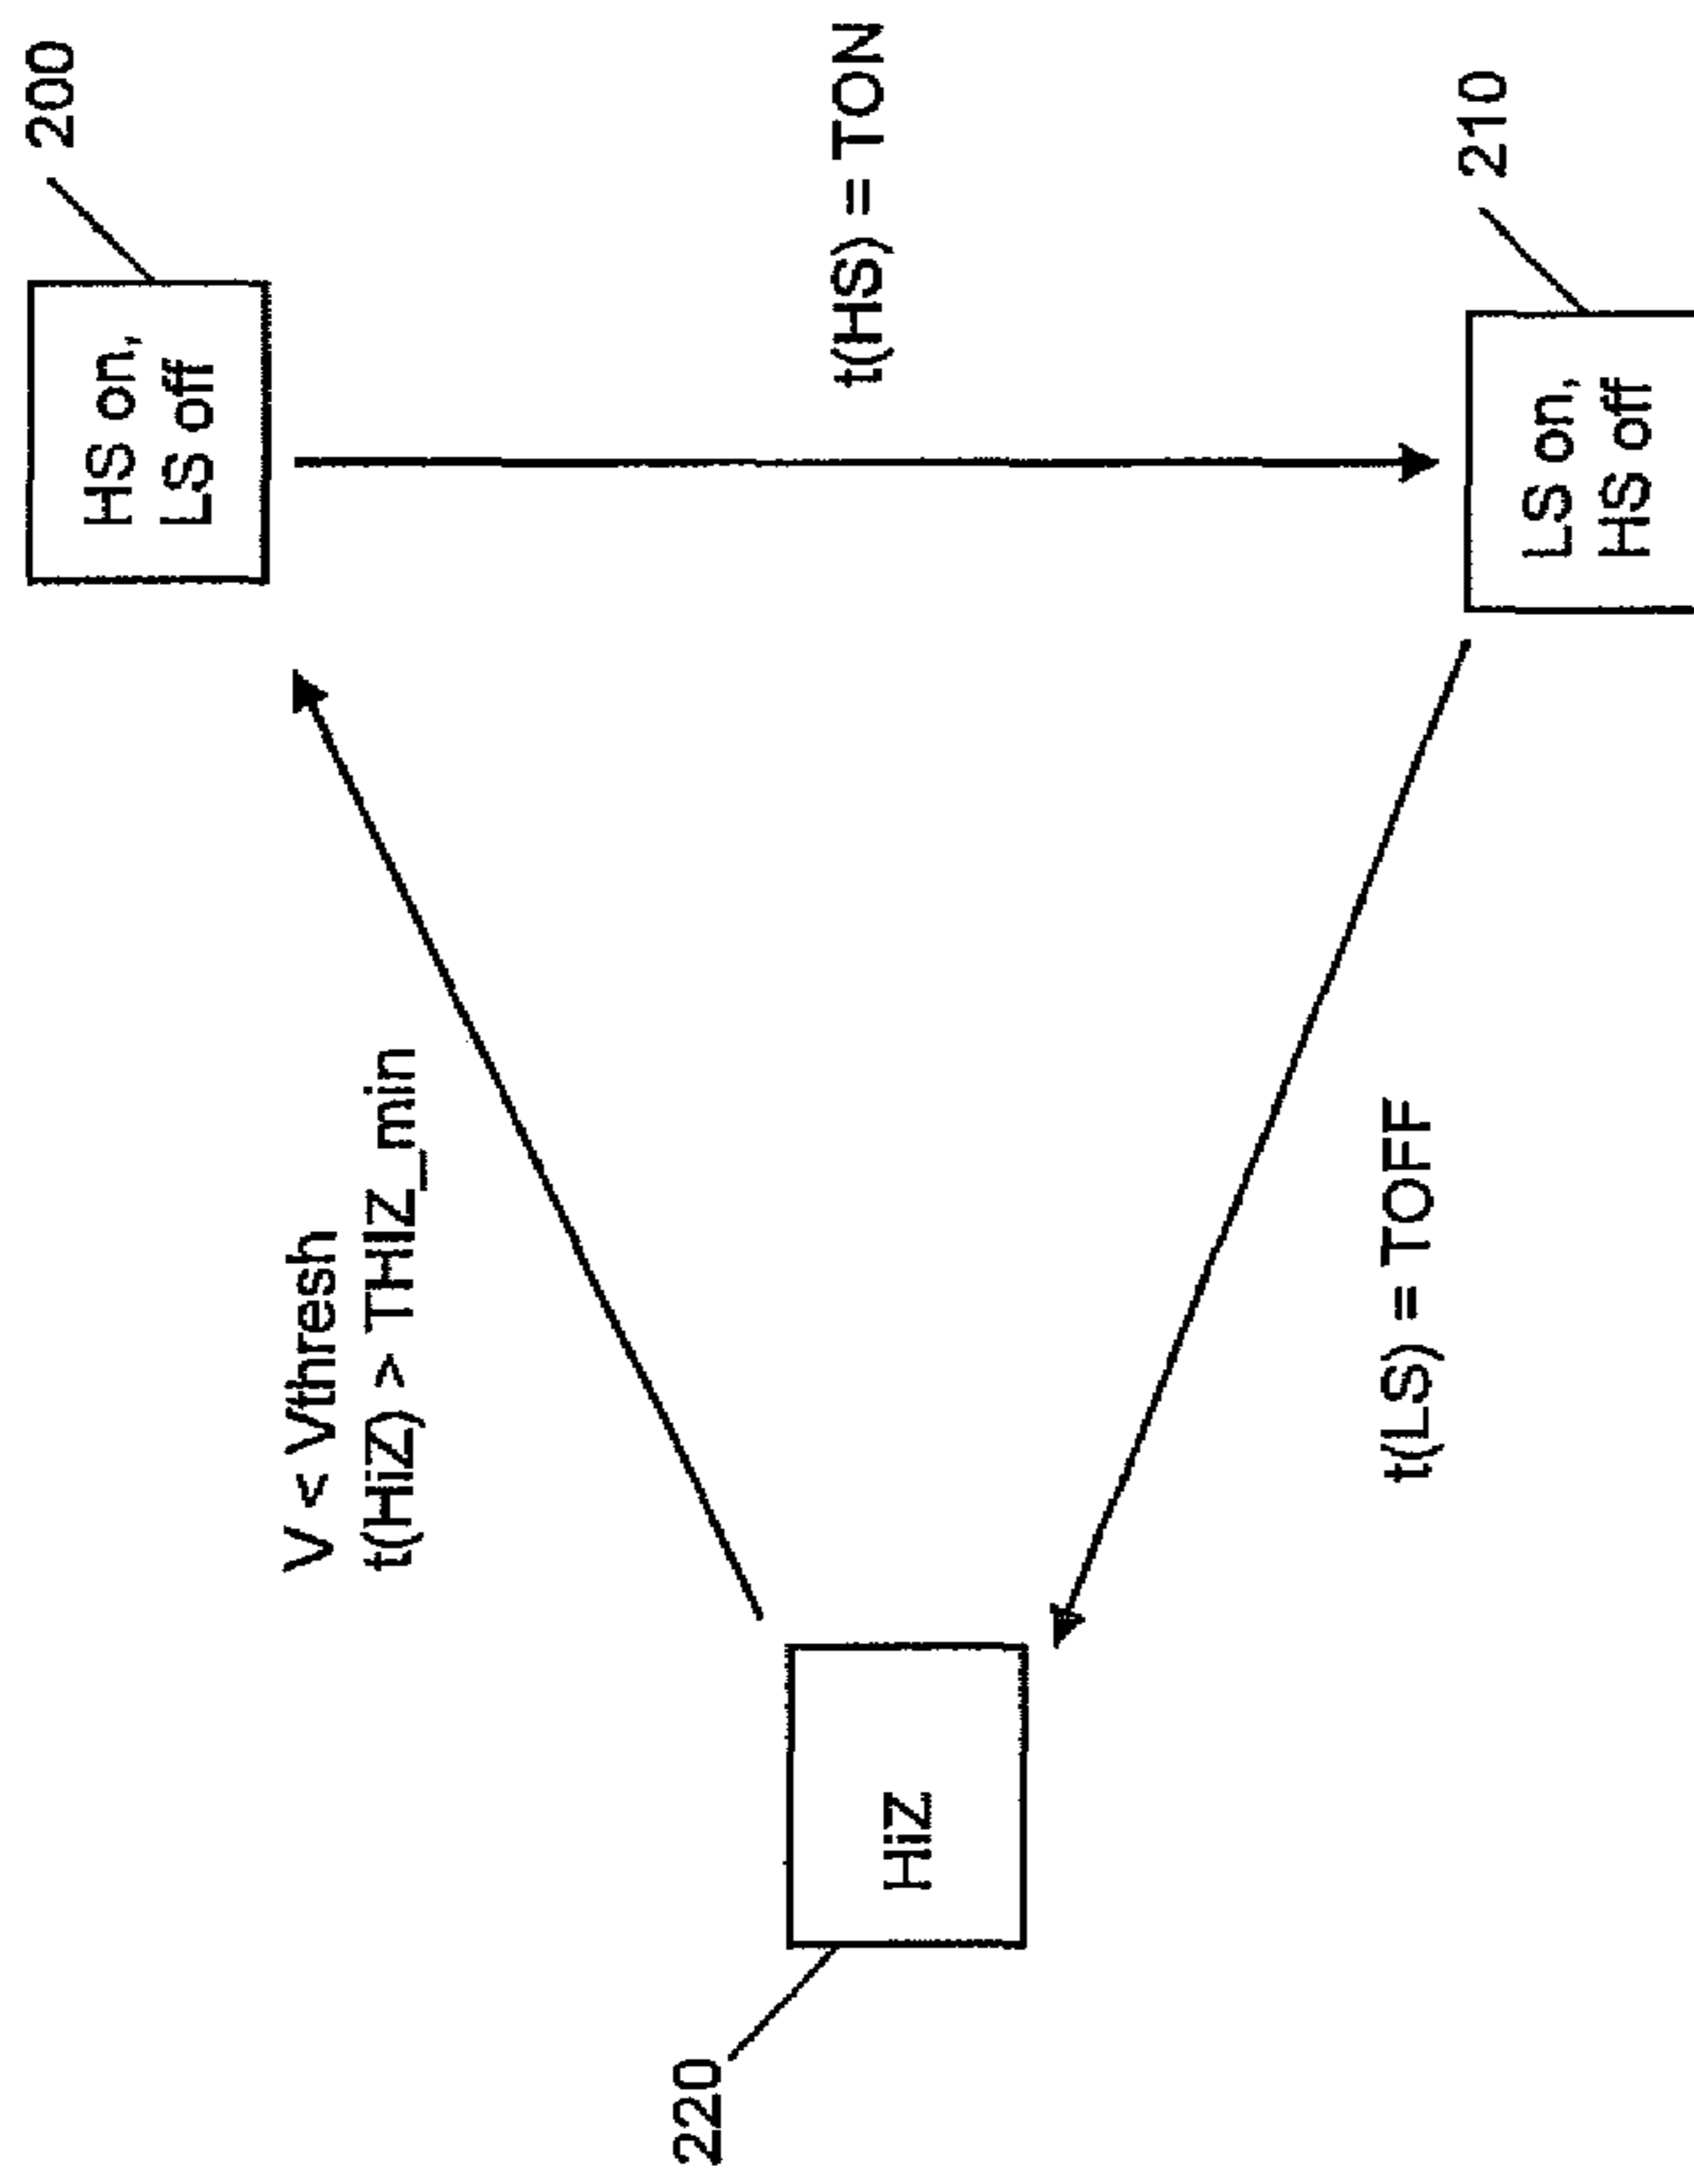 200
HS on,
LS off
V < Vthresh
t(HiZ) > THIZ_min
t(HS) = TON
220
HiZ
t(LS) = TOFF
210
LS on,
HS off